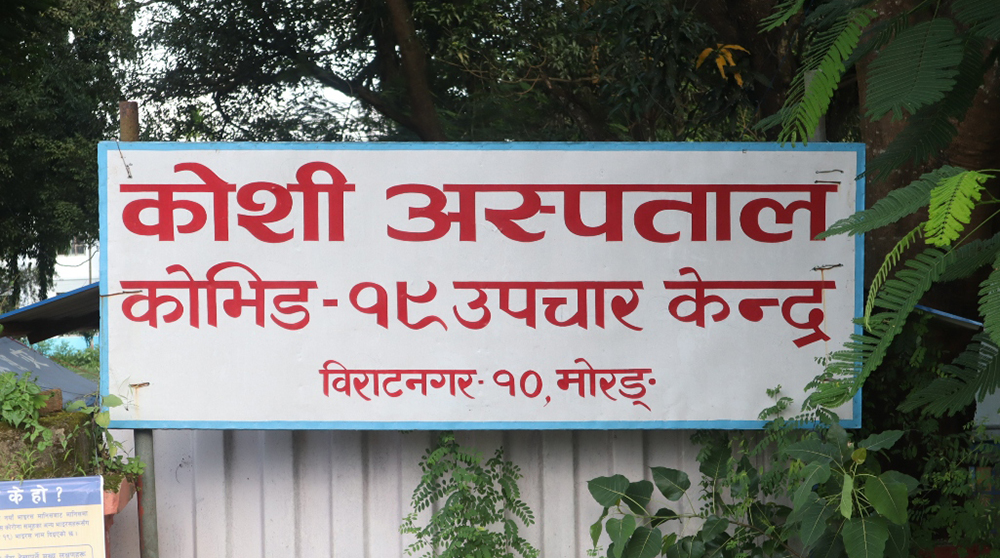 कोशी अस्पताल
कोभिड-१९ उपचार केन्द्र
विराटनगर-१०, मोरङ्
के हो ?